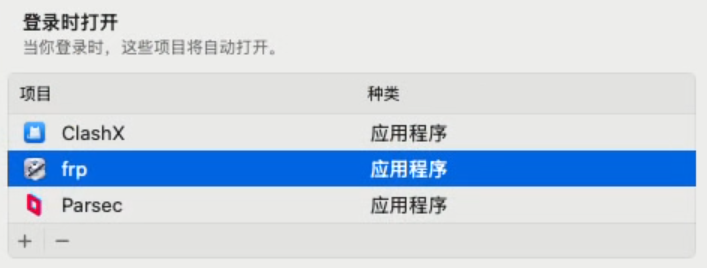 登录时打开
当你登录时，这些项目将自动打开。
项目 种类
ClashX 应用程序
frp 应用程序
Parsec 应用程序
+ −